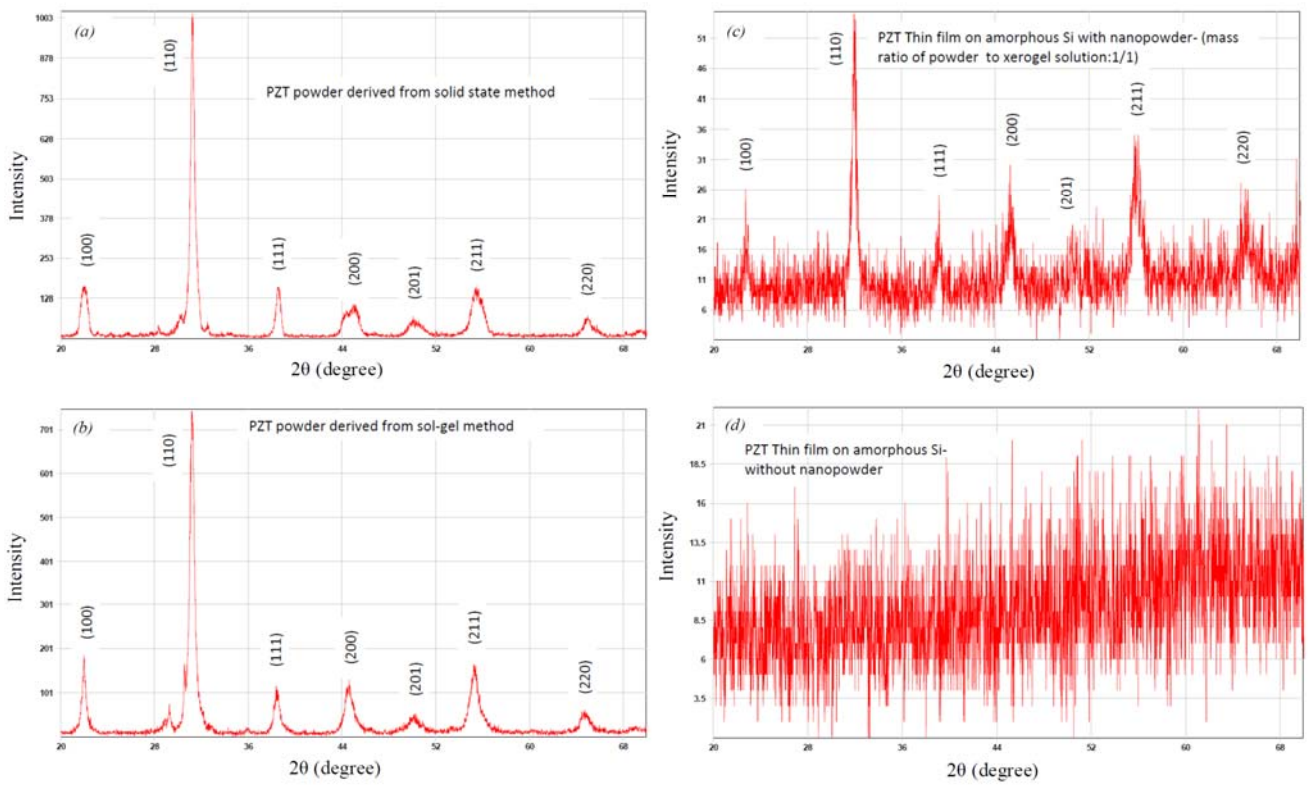 (a)
PZT powder derived from solid state method
Intensity
1003
878
753
628
503
378
253
128
(100)
(110)
(111)
(200)
(201)
(211)
(220)
20 28 36 44 52 60 68
2θ (degree)
(b)
PZT powder derived from sol-gel method
Intensity
701
601
501
401
301
201
101
(100)
(110)
(111)
(200)
(201)
(211)
(220)
20 28 36 44 52 60 68
2θ (degree)
(c)
PZT Thin film on amorphous Si with nanopowder- (mass
ratio of powder to xerogel solution:1/1)
Intensity
51
46
41
36
31
26
21
16
11
6
(100)
(110)
(111)
(200)
(201)
(211)
(220)
20 28 36 44 52 60 68
2θ (degree)
(d)
PZT Thin film on amorphous Si-
without nanopowder
Intensity
21
18.5
16
13.5
11
8.5
6
3.5
20 28 36 44 52 60 68
2θ (degree)